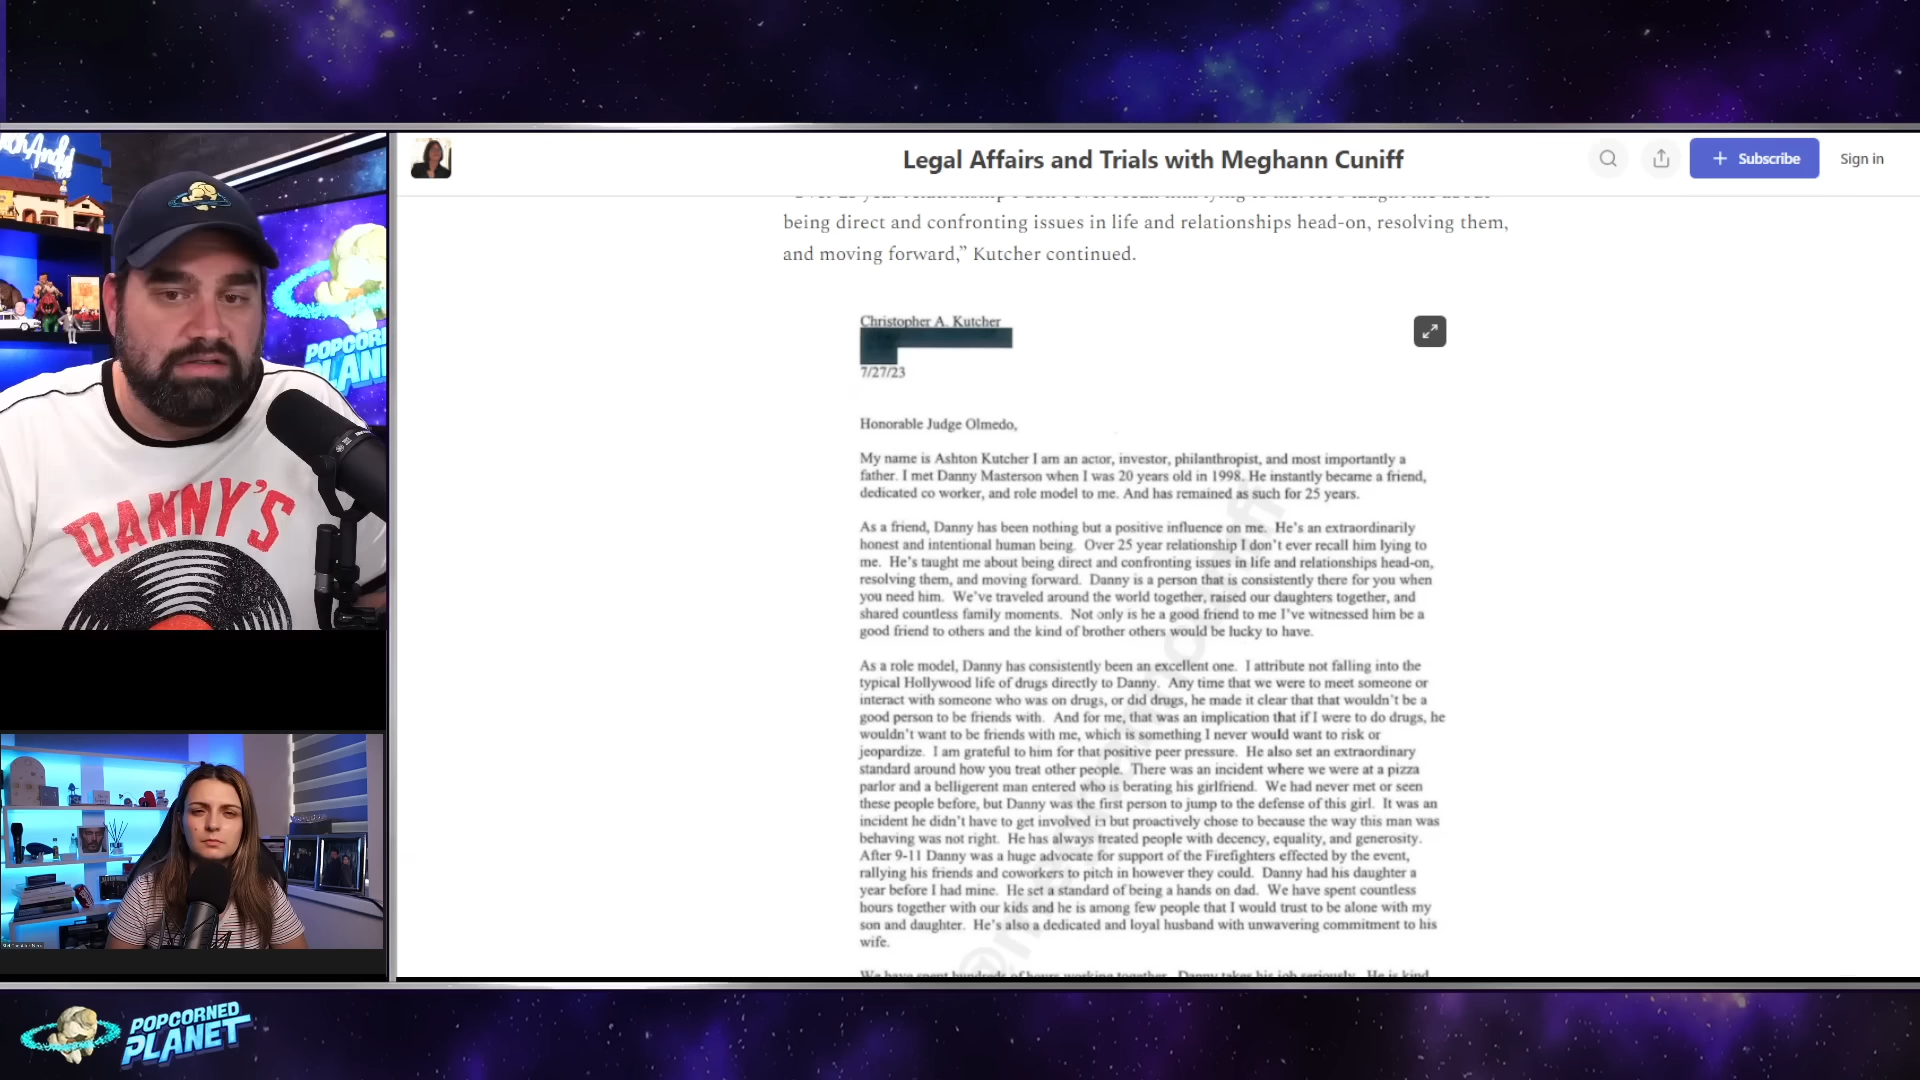 Legal Affairs and Trials with Meghann Cuniff
Subscribe
Sign in
being direct and confronting issues in life and relationships head-on, resolving them,
and moving forward,” Kutcher continued.
Christopher A. Kutcher
7/27/23
Honorable Judge Olmedo,
My name is Ashton Kutcher I am an actor, investor, philanthropist, and most importantly a
father. I met Danny Masterson when I was 20 years old in 1998. He instantly became a friend,
dedicated co worker, and role model to me. And has remained as such for 25 years.
As a friend, Danny has been nothing but a positive influence on me. He's an extraordinarily
honest and intentional human being. Over 25 year relationship I don't ever recall him lying to
me. He's taught me about being direct and confronting issues in life and relationships head-on,
resolving them, and moving forward. Danny is a person that is consistently there for you when
you need him. We've traveled around the world together, raised our daughters together, and
shared countless family moments. Not only is he a good friend to me I've witnessed him be a
good friend to others and the kind of brother others would be lucky to have.
As a role model, Danny has consistently been an excellent one. I attribute not falling into the
typical Hollywood life of drugs directly to Danny. Any time that we were to meet someone or
interact with someone who was on drugs, or did drugs, he made it clear that that wouldn't be a
good person to be friends with. And for me, that was an implication that if I were to do drugs, he
wouldn't want to be friends with me, which is something I never would want to risk or
jeopardize. I am grateful to him for that positive peer pressure. He also set an extraordinary
standard around how you treat other people. There was an incident where we were at a pizza
parlor and a belligerent man entered who is berating his girlfriend. We had never met or seen
these people before, but Danny was the first person to jump to the defense of this girl. It was an
incident he didn't have to get involved in but proactively chose to because the way this man was
behaving was not right. He has always treated people with decency, equality, and generosity.
After 9-11 Danny was a huge advocate for support of the Firefighters effected by the event,
rallying his friends and coworkers to pitch in however they could. Danny had his daughter a
year before I had mine. He set a standard of being a hands on dad. We have spent countless
hours together with our kids and he is among few people that I would trust to be alone with my
son and daughter. He's also a dedicated and loyal husband with unwavering commitment to his
wife.
We have spent hundreds of hours working together. Danny takes his job seriously. He is kind
DANNY'S
POPCORNED
PLANET
POPCORNED
PLANET